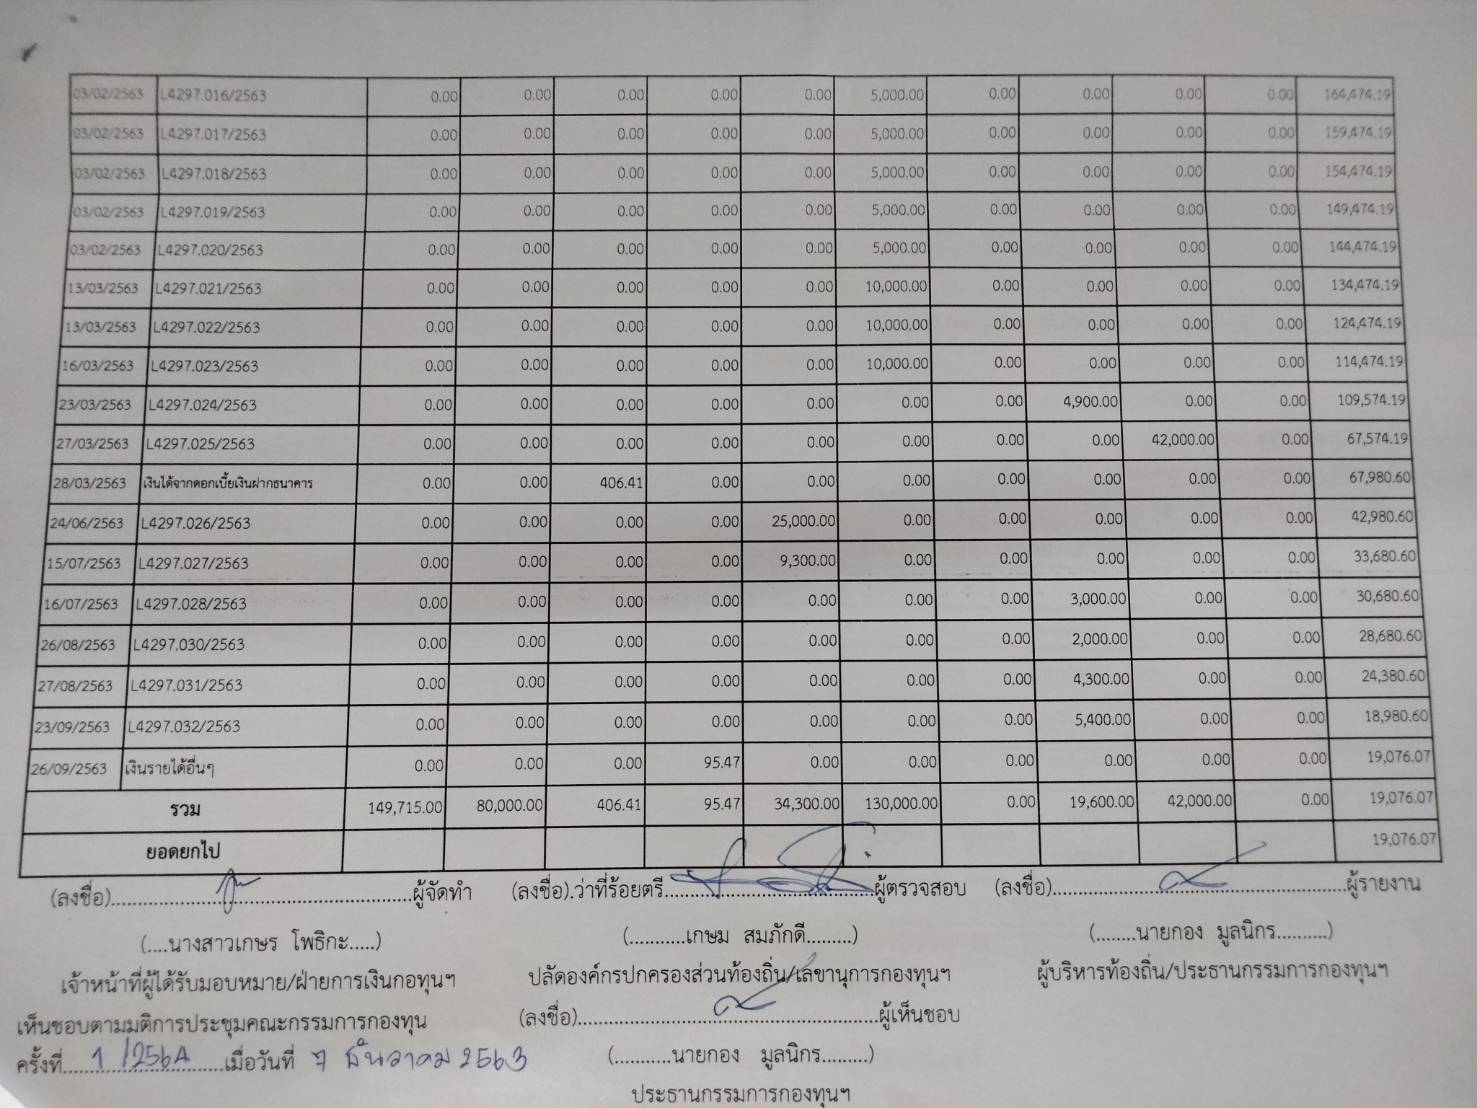 03/02/2563 L4297.016/2563 0.00 0.00 0.00 0.00 0.00 5,000.00 0.00 0.00 0.00 0.00 164,474.19
03/02/2563 L4297.017/2563 0.00 0.00 0.00 0.00 0.00 5,000.00 0.00 0.00 0.00 0.00 159,474.19
03/02/2563 L4297.018/2563 0.00 0.00 0.00 0.00 0.00 5,000.00 0.00 0.00 0.00 0.00 154,474.19
03/02/2563 L4297.019/2563 0.00 0.00 0.00 0.00 0.00 5,000.00 0.00 0.00 0.00 0.00 149,474.19
03/02/2563 L4297.020/2563 0.00 0.00 0.00 0.00 0.00 5,000.00 0.00 0.00 0.00 0.00 144,474.19
13/03/2563 L4297.021/2563 0.00 0.00 0.00 0.00 0.00 10,000.00 0.00 0.00 0.00 0.00 134,474.19
13/03/2563 L4297.022/2563 0.00 0.00 0.00 0.00 0.00 10,000.00 0.00 0.00 0.00 0.00 124,474.19
16/03/2563 L4297.023/2563 0.00 0.00 0.00 0.00 0.00 10,000.00 0.00 0.00 0.00 0.00 114,474.19
23/03/2563 L4297.024/2563 0.00 0.00 0.00 0.00 0.00 0.00 0.00 4,900.00 0.00 0.00 109,574.19
27/03/2563 L4297.025/2563 0.00 0.00 0.00 0.00 0.00 0.00 0.00 0.00 42,000.00 0.00 67,574.19
28/03/2563 เงินได้จากดอกเบี้ยเงินฝากธนาคาร 0.00 0.00 406.41 0.00 0.00 0.00 0.00 0.00 0.00 0.00 67,980.60
24/06/2563 L4297.026/2563 0.00 0.00 0.00 0.00 25,000.00 0.00 0.00 0.00 0.00 0.00 42,980.60
15/07/2563 L4297.027/2563 0.00 0.00 0.00 0.00 9,300.00 0.00 0.00 0.00 0.00 0.00 33,680.60
16/07/2563 L4297.028/2563 0.00 0.00 0.00 0.00 0.00 0.00 0.00 3,000.00 0.00 0.00 30,680.60
26/08/2563 L4297.030/2563 0.00 0.00 0.00 0.00 0.00 0.00 0.00 2,000.00 0.00 0.00 28,680.60
27/08/2563 L4297.031/2563 0.00 0.00 0.00 0.00 0.00 0.00 0.00 4,300.00 0.00 0.00 24,380.60
23/09/2563 L4297.032/2563 0.00 0.00 0.00 0.00 0.00 0.00 0.00 5,400.00 0.00 0.00 18,980.60
26/09/2563 เงินรายได้อื่นๆ 0.00 0.00 0.00 95.47 0.00 0.00 0.00 0.00 0.00 0.00 19,076.07
รวม 149,715.00 80,000.00 406.41 95.47 34,300.00 130,000.00 0.00 19,600.00 42,000.00 0.00 19,076.07
ยอดยกไป 19,076.07
(ลงชื่อ)..........ผู้จัดทำ (ลงชื่อ).ว่าที่ร้อยตรี..........ผู้ตรวจสอบ (ลงชื่อ)..........ผู้รายงาน
(....นางสาวเกษร โพธิกะ.....) (...........เกษม สมภักดี.........) (........นายกอง มูลนิกร..........)
เจ้าหน้าที่ผู้ได้รับมอบหมาย/ฝ่ายการเงินกอทุนฯ ปลัดองค์กรปกครองส่วนท้องถิ่น/เลขานุการกองทุนฯ ผู้บริหารท้องถิ่น/ประธานกรรมการกองทุนฯ
เห็นชอบตามมติการประชุมคณะกรรมการกองทุน (ลงชื่อ)..........ผู้เห็นชอบ
ครั้งที่ 1/2564 เมื่อวันที่ 7 ธันวาคม 2563 (...........นายกอง มูลนิกร.........)
ประธานกรรมการกองทุนฯ